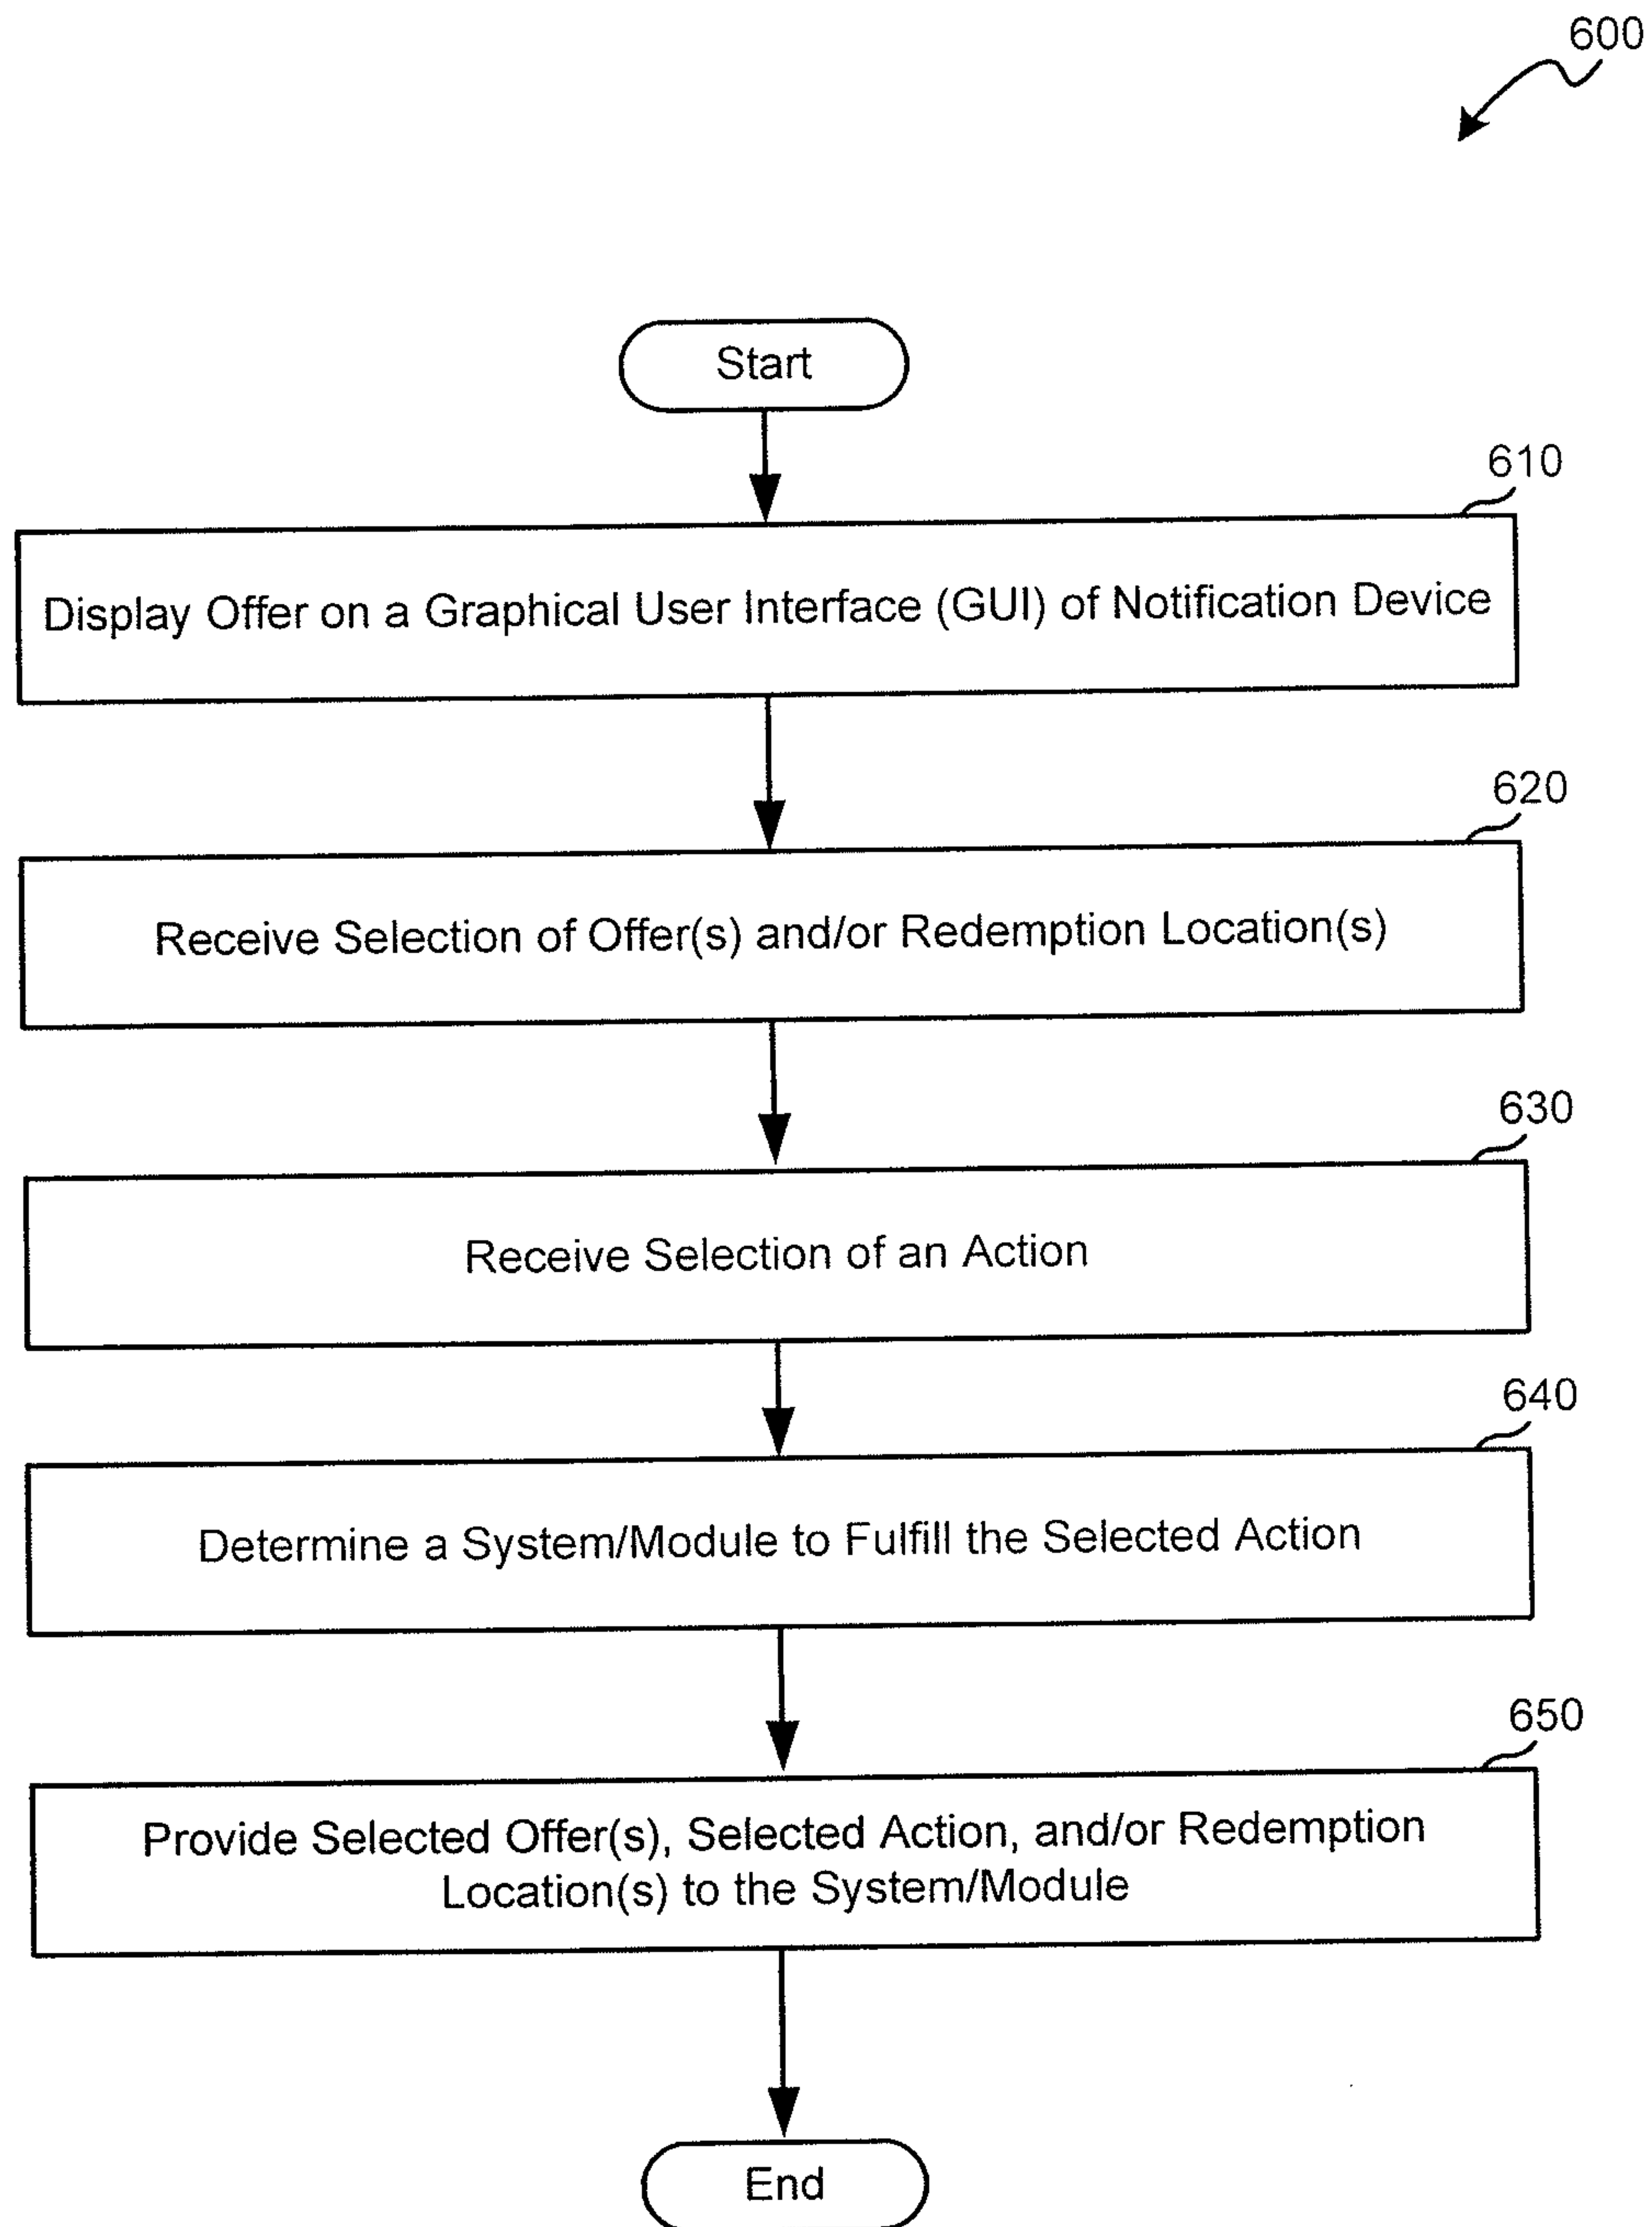 600
Start
610
Display Offer on a Graphical User Interface (GUI) of Notification Device
620
Receive Selection of Offer(s) and/or Redemption Location(s)
630
Receive Selection of an Action
640
Determine a System/Module to Fulfill the Selected Action
650
Provide Selected Offer(s), Selected Action, and/or Redemption
Location(s) to the System/Module
End